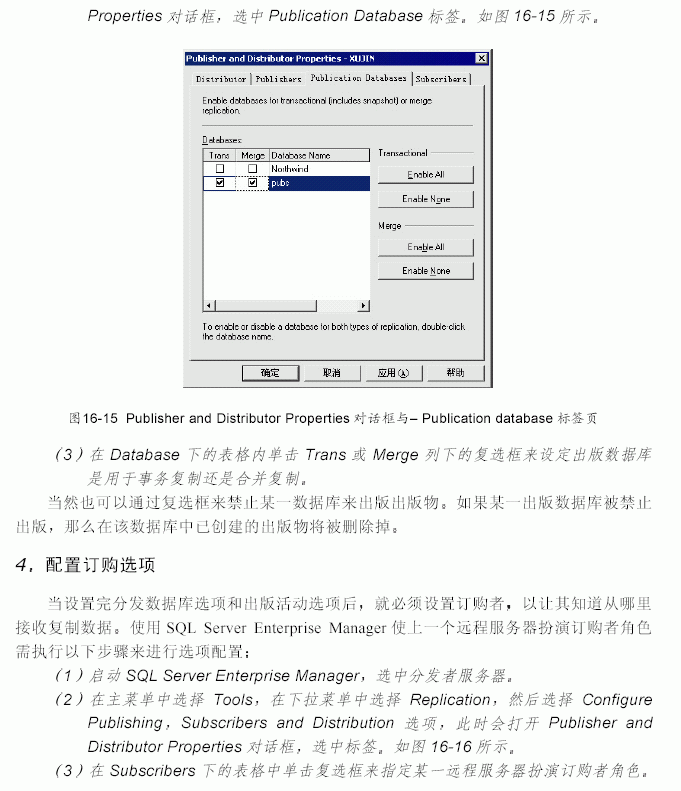 Properties 对话框，选中 Publication Database 标签。如图 16-15 所示。
Publisher and Distributor Properties - XUJIN
Distributor Publishers Publication Databases Subscribers
Enable databases for transactional (includes snapshot) or merge
replication.
Databases:
Trans Merge Database Name
Northwind
pubs
Transactional
Enable All
Enable None
Merge
Enable All
Enable None
To enable or disable a database for both types of replication, double-click
the database name.
确定 取消 应用(A) 帮助
图16-15 Publisher and Distributor Properties 对话框与– Publication database 标签页
（3）在 Database 下的表格内单击 Trans 或 Merge 列下的复选框来设定出版数据库
是用于事务复制还是合并复制。
当然也可以通过复选框来禁止某一数据库来出版出版物。如果某一出版数据库被禁止
出版，那么在该数据库中已创建的出版物将被删除掉。
4．配置订购选项
当设置完分发数据库选项和出版活动选项后，就必须设置订购者，以让其知道从哪里
接收复制数据。使用 SQL Server Enterprise Manager 使上一个远程服务器扮演订购者角色
需执行以下步骤来进行选项配置：
（1）启动 SQL Server Enterprise Manager，选中分发者服务器。
（2）在主菜单中选择 Tools，在下拉菜单中选择 Replication，然后选择 Configure
Publishing，Subscribers and Distribution 选项，此时会打开 Publisher and
Distributor Properties 对话框，选中标签。如图 16-16 所示。
（3）在 Subscribers 下的表格中单击复选框来指定某一远程服务器扮演订购者角色。